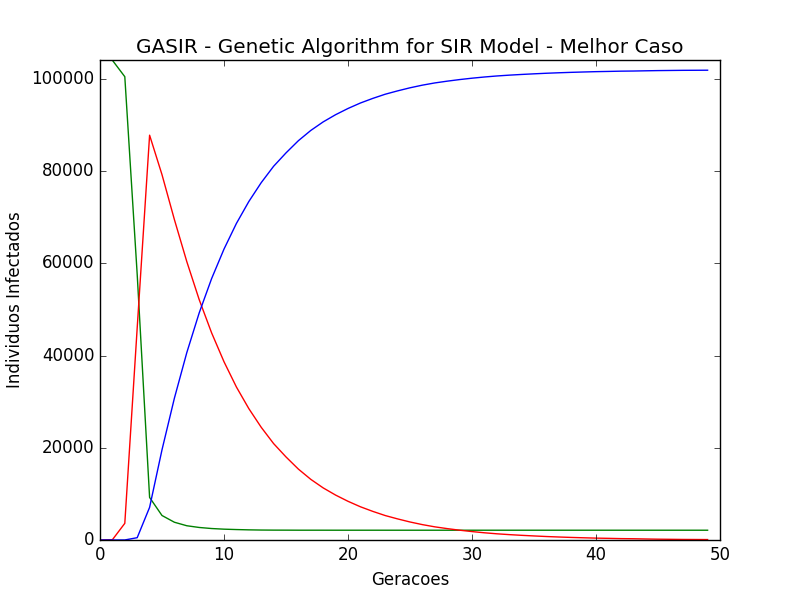 GASIR - Genetic Algorithm for SIR Model - Melhor Caso
100000
80000
60000
40000
20000
0
Individuos Infectados
0 10 20 30 40 50
Geracoes